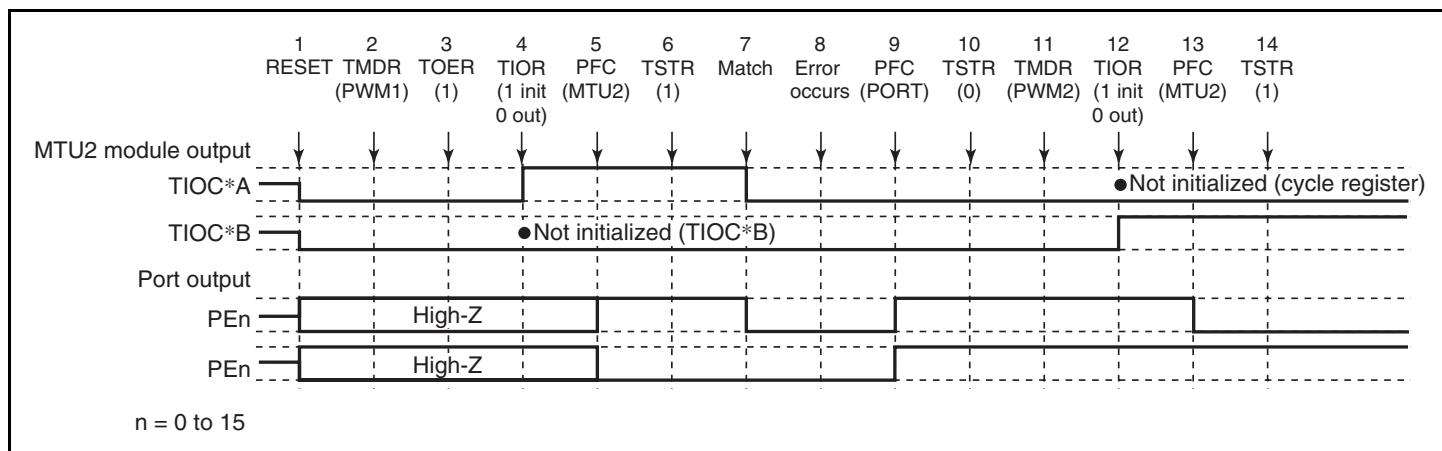 1 2 3 4 5 6 7 8 9 10 11 12 13 14
RESET TMDR TOER TIOR PFC TSTR Match Error PFC TSTR TMDR TIOR PFC TSTR
(PWM1) (1) (1 init (MTU2) (1) occurs (PORT) (0) (PWM2) (1 init (MTU2) (1)
0 out) 0 out)
MTU2 module output
TIOC*A ●Not initialized (cycle register)
TIOC*B ●Not initialized (TIOC*B)
Port output
PEn High-Z
PEn High-Z
n = 0 to 15